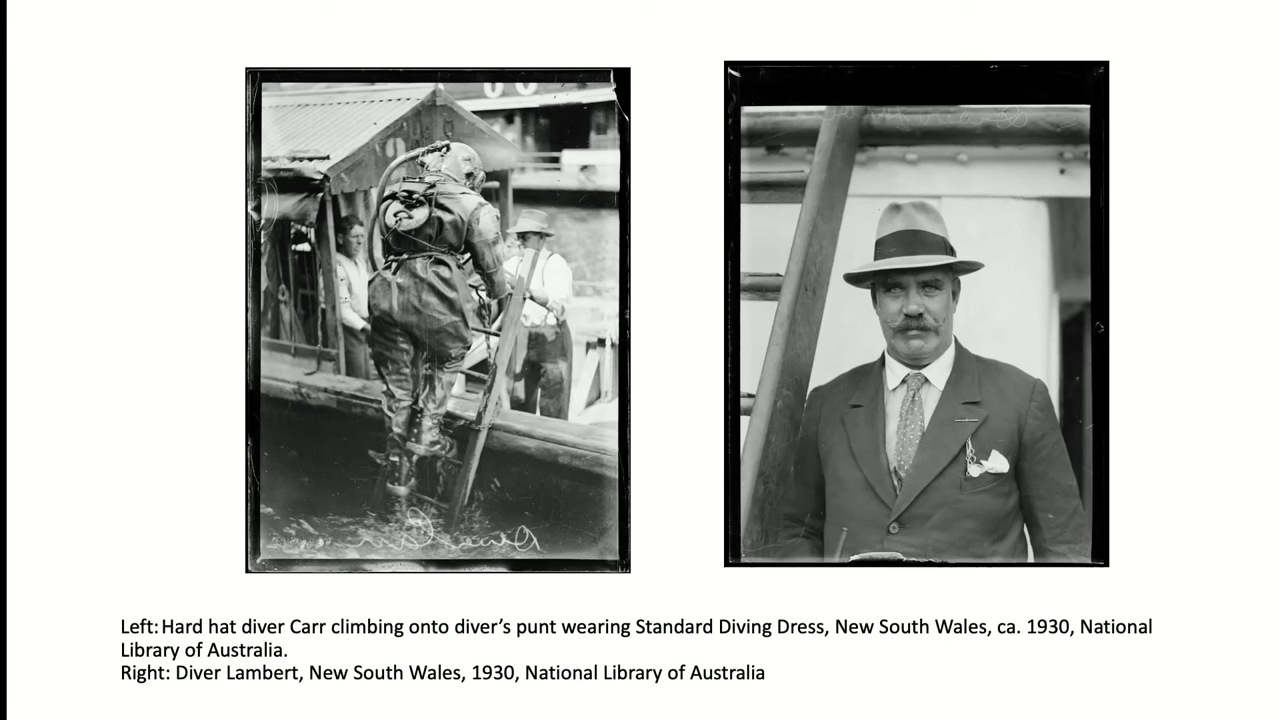 Left: Hard hat diver Carr climbing onto diver’s punt wearing Standard Diving Dress, New South Wales, ca. 1930, National
Library of Australia.
Right: Diver Lambert, New South Wales, 1930, National Library of Australia